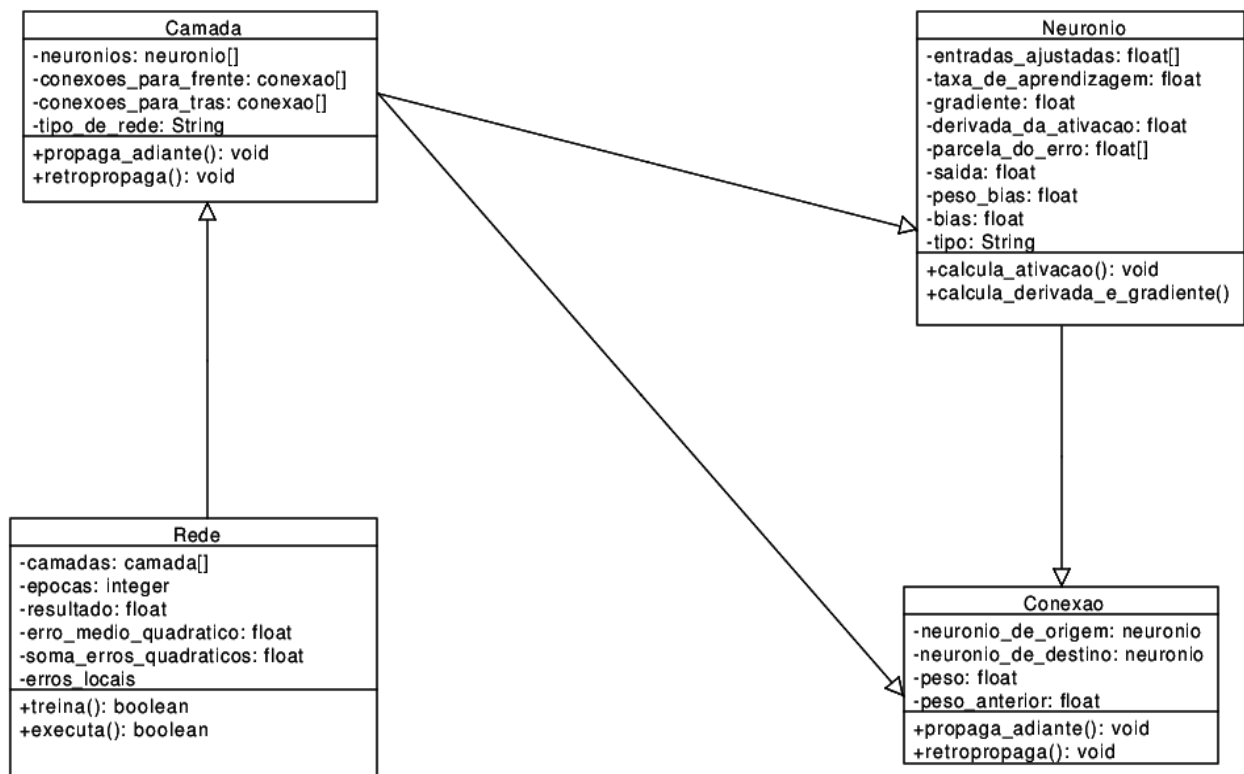 Camada
-neuronios: neuronio[]
-conexoes_para_frente: conexao[]
-conexoes_para_tras: conexao[]
-tipo_de_rede: String
+propaga_adiante(): void
+retropropaga(): void
Neuronio
-entradas_ajustadas: float[]
-taxa_de_aprendizagem: float
-gradiente: float
-derivada_da_ativacao: float
-parcela_do_erro: float[]
-saida: float
-peso_bias: float
-bias: float
-tipo: String
+calcula_ativacao(): void
+calcula_derivada_e_gradiente()
Rede
-camadas: camada[]
-epocas: integer
-resultado: float
-erro_medio_quadratico: float
-soma_erros_quadraticos: float
-erros_locais
+treina(): boolean
+executa(): boolean
Conexao
-neuronio_de_origem: neuronio
-neuronio_de_destino: neuronio
-peso: float
-peso_anterior: float
+propaga_adiante(): void
+retropropaga(): void